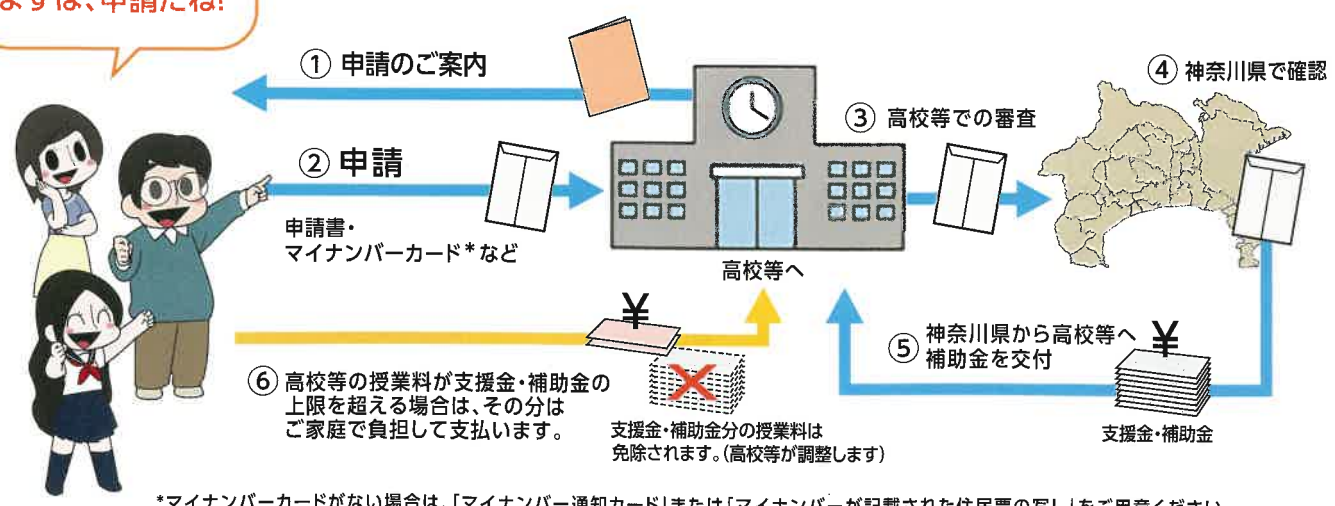 まずは、申請だね!
① 申請のご案内
② 申請
申請書・
マイナンバーカード*など
高校等へ
③ 高校等での審査
④ 神奈川県で確認
⑤ 神奈川県から高校等へ
補助金を交付
¥
支援金・補助金
¥
⑥ 高校等の授業料が支援金・補助金の
上限を超える場合は、その分は
ご家庭で負担して支払います。
支援金・補助金分の授業料は
免除されます。(高校等が調整します)
*マイナンバーカードがない場合は、「マイナンバー通知カード」または「マイナンバーが記載された住民票の写し」をご用意ください